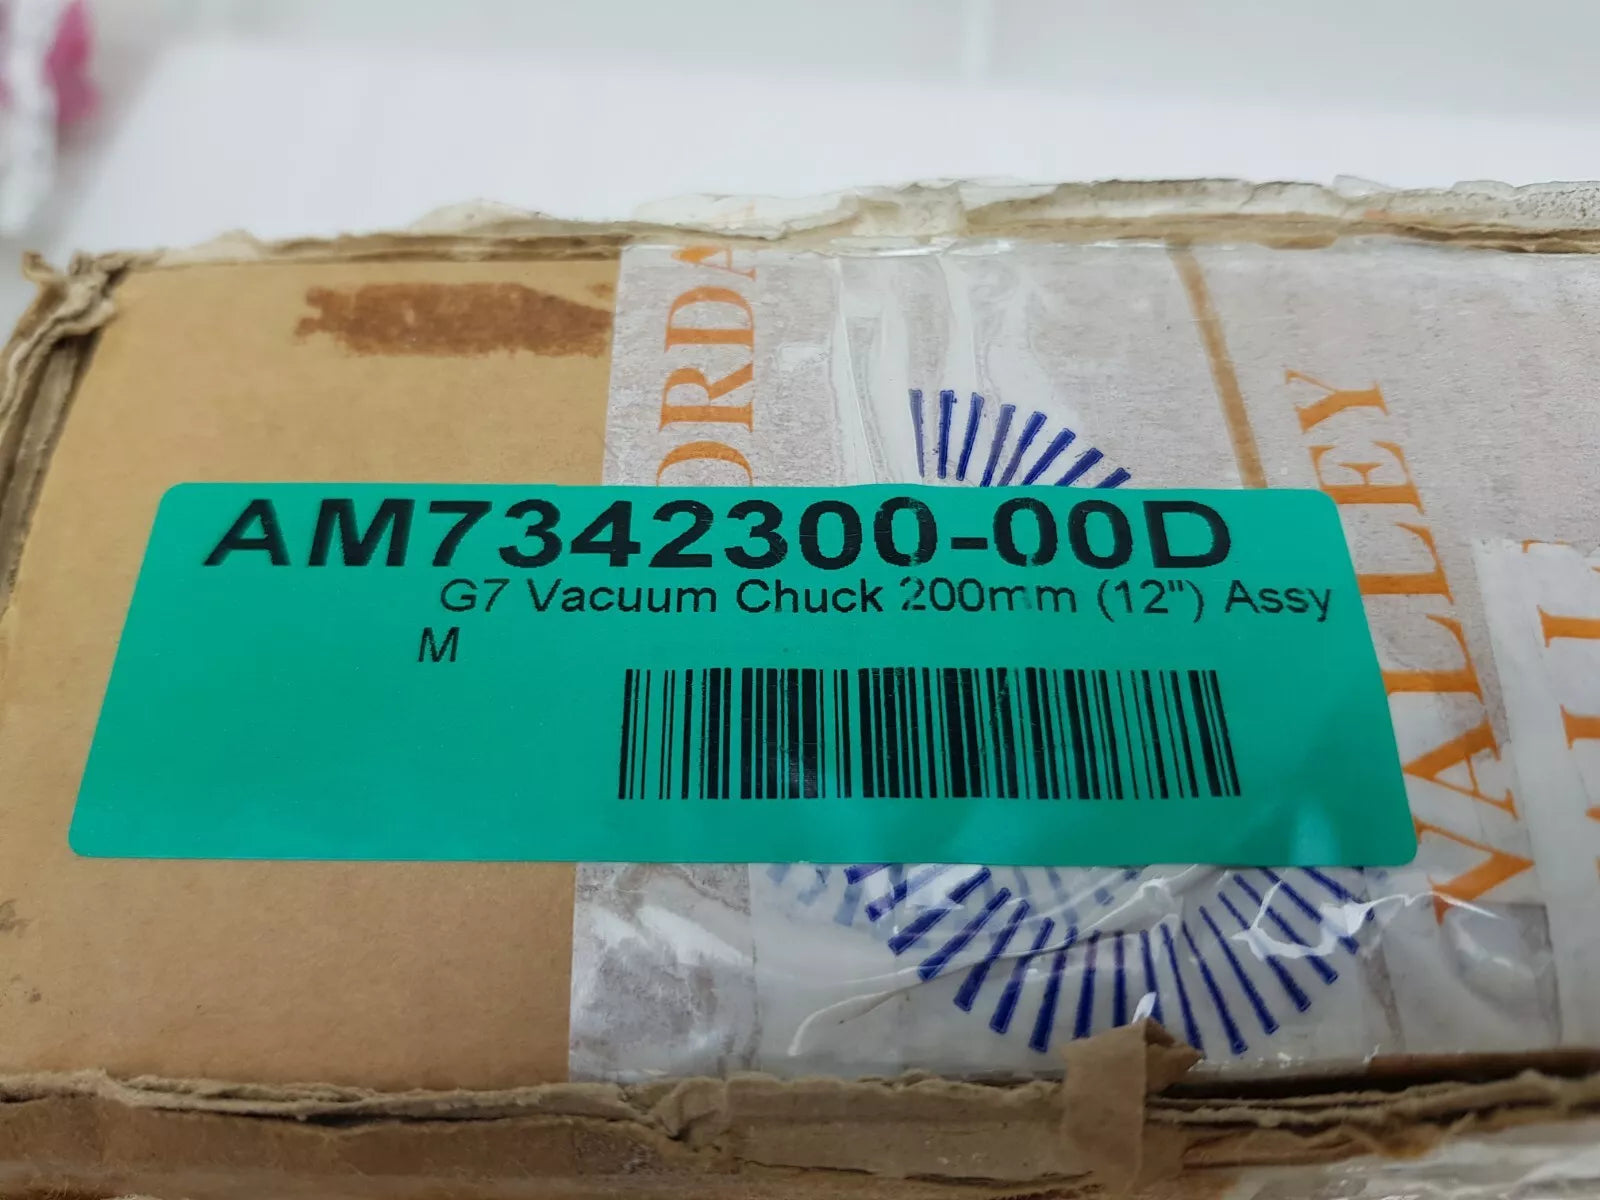 AM7342300-00D
G7 Vacuum Chuck 200mm (12") Assy
M
VALLEY